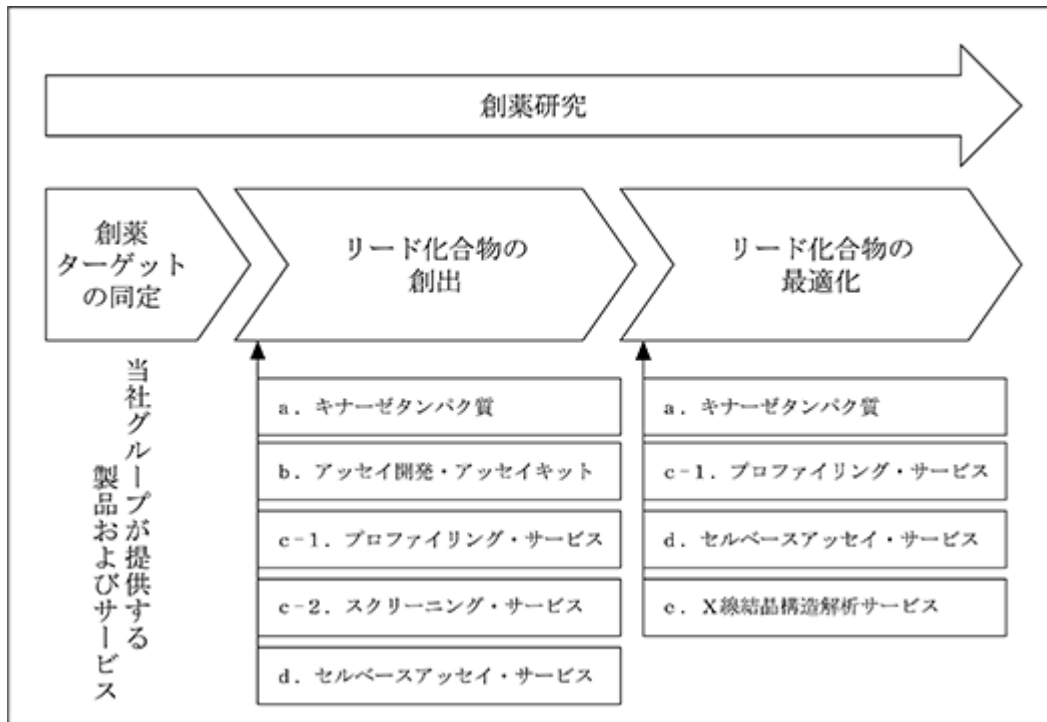 創薬研究
創薬
ターゲット
の同定
リード化合物の
創出
リード化合物の
最適化
当社グループが提供する
製品およびサービス
a．キナーゼタンパク質
b．アッセイ開発・アッセイキット
c-1．プロファイリング・サービス
c-2．スクリーニング・サービス
d．セルベースアッセイ・サービス
a．キナーゼタンパク質
c-1．プロファイリング・サービス
d．セルベースアッセイ・サービス
e．X線結晶構造解析サービス